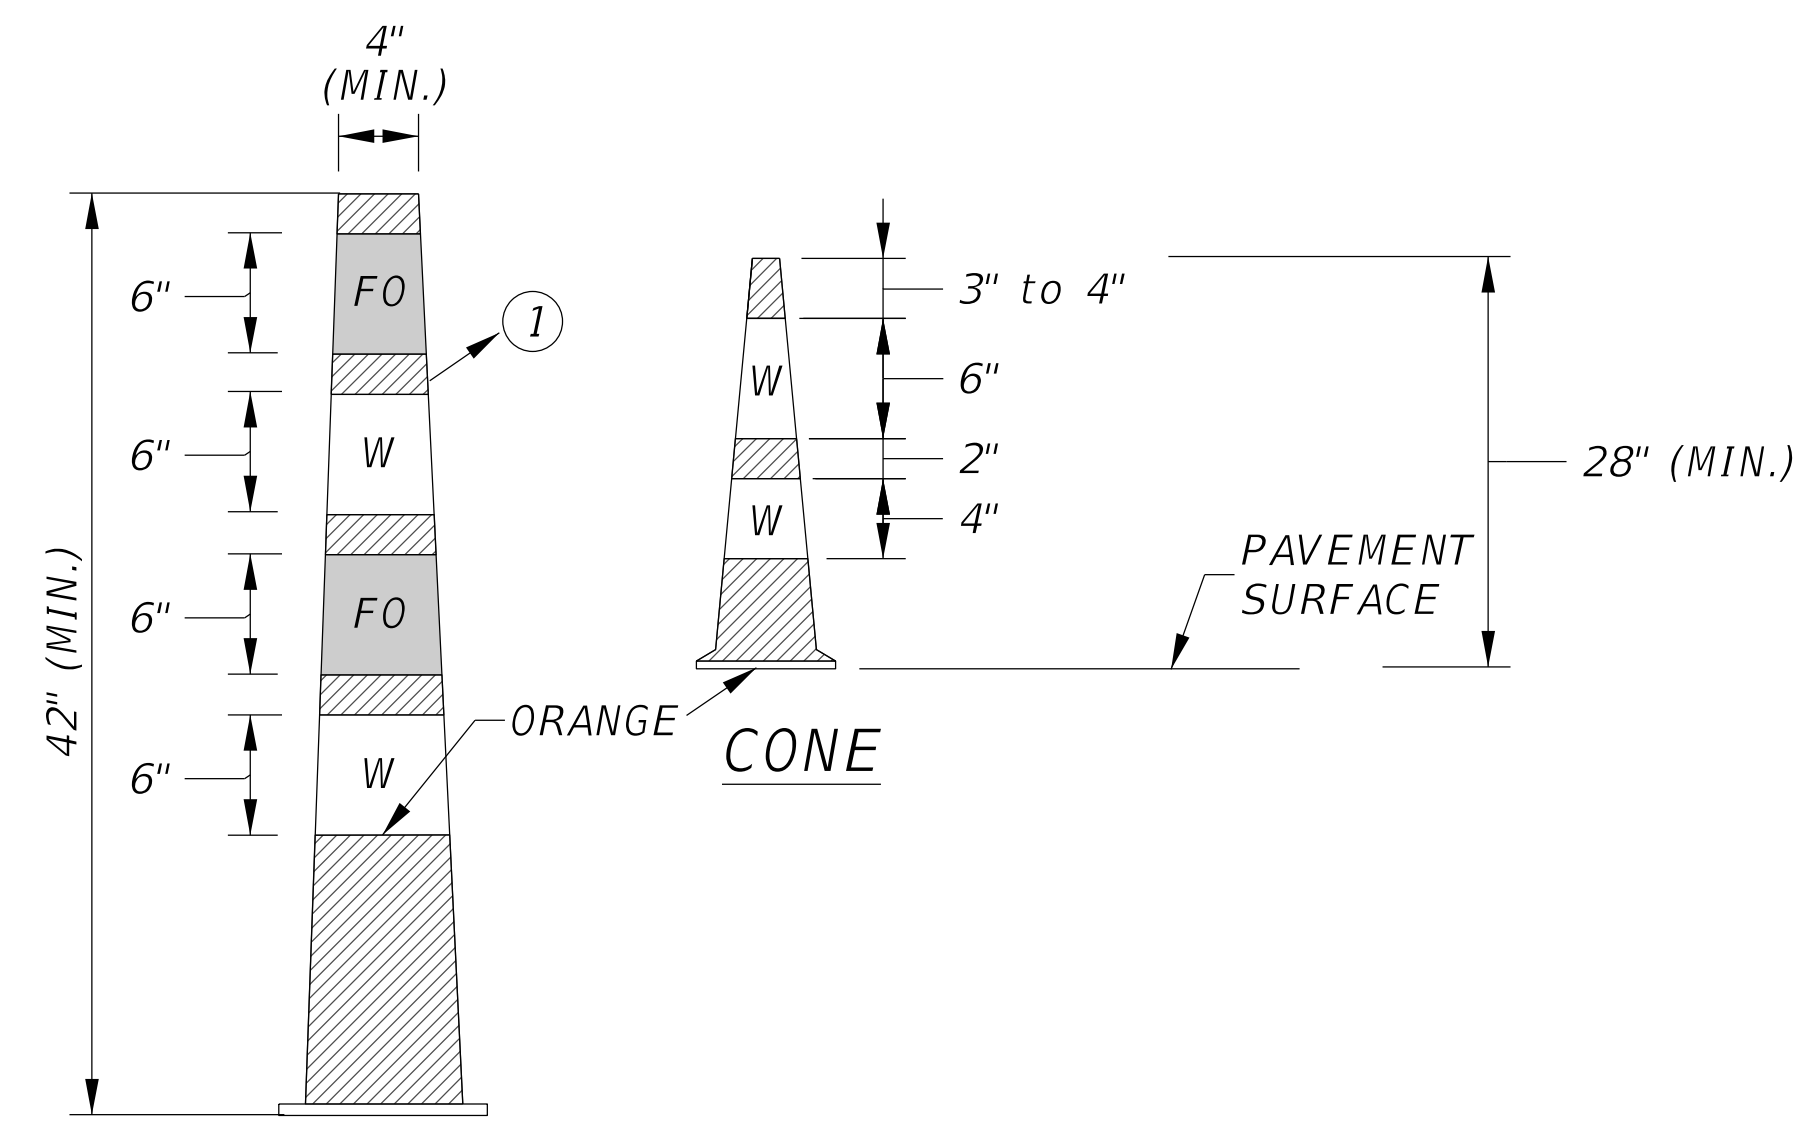 4"
(MIN.)
42" (MIN.)
6"
FO
1
6"
W
6"
FO
6"
W
ORANGE
3" to 4"
W
6"
2"
W
4"
28" (MIN.)
PAVEMENT
SURFACE
CONE